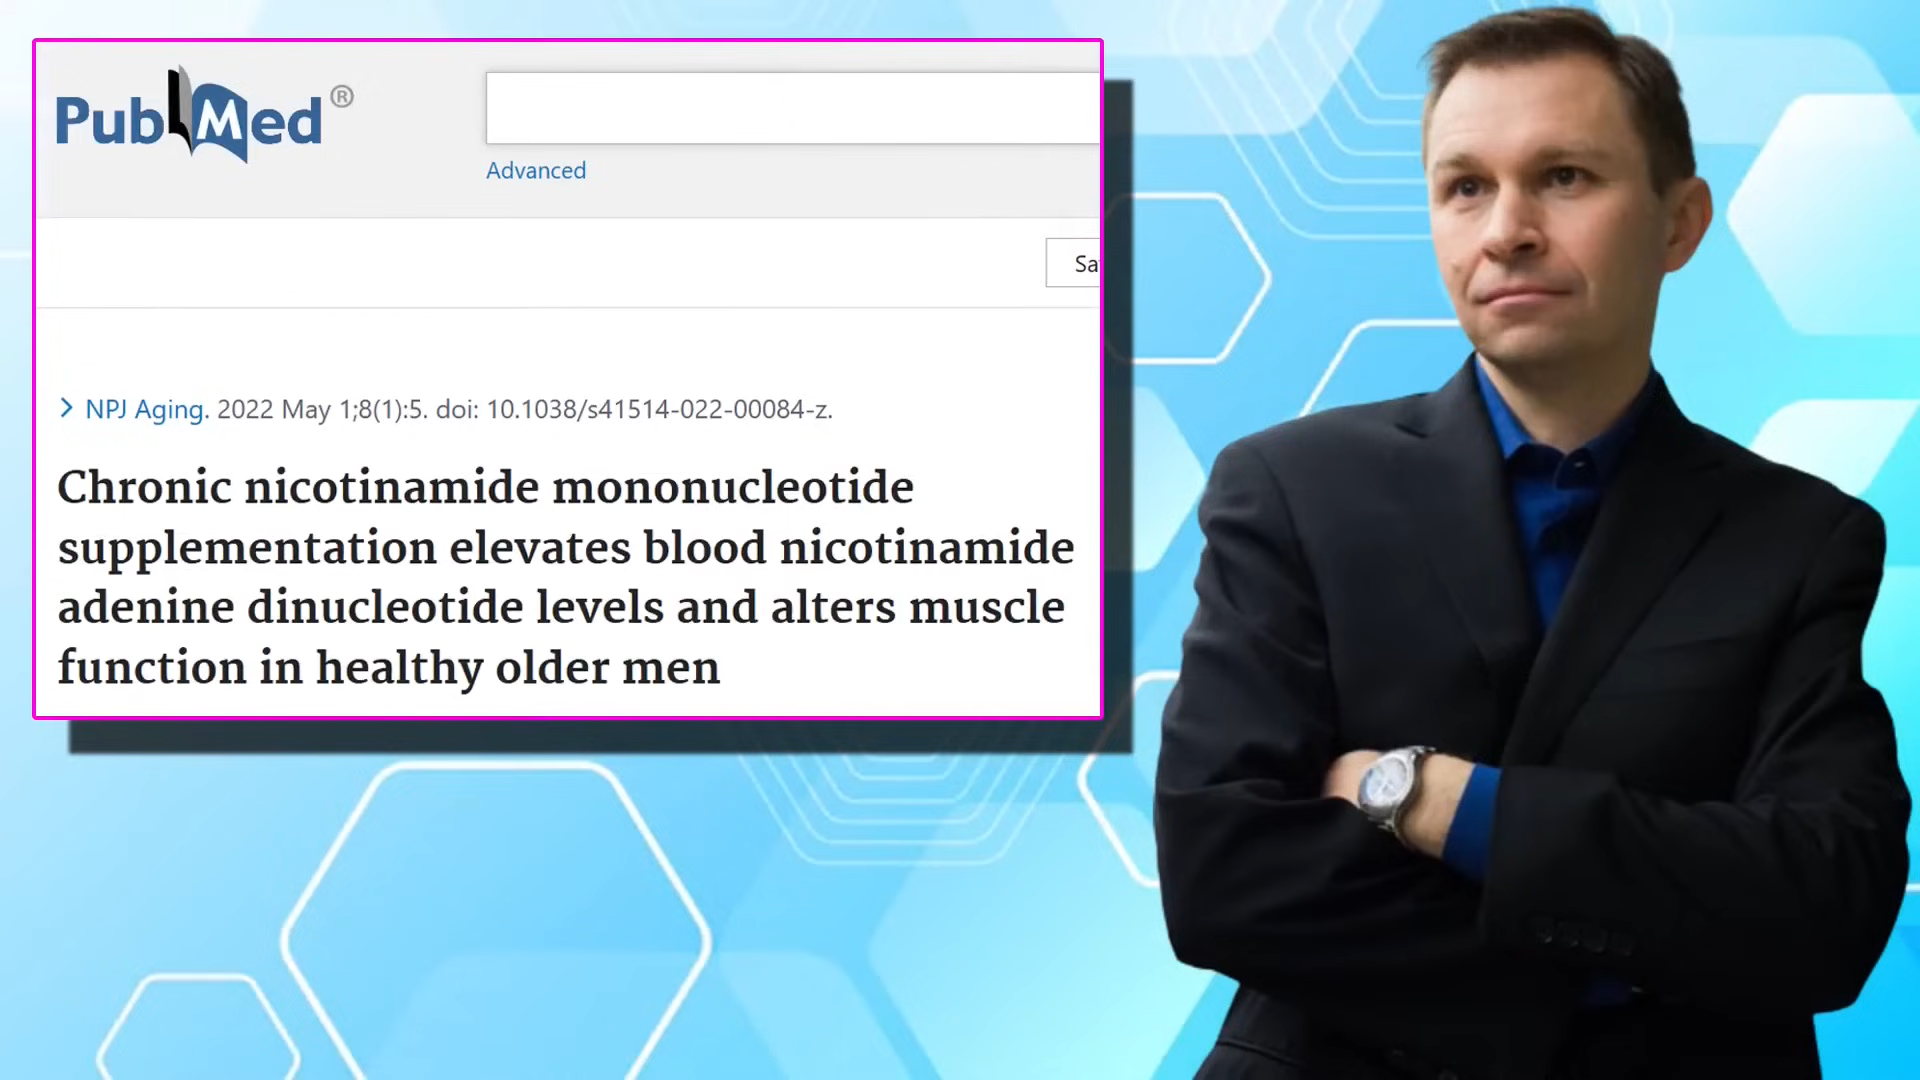 PubMed®
Advanced
Sa
NPJ Aging. 2022 May 1;8(1):5. doi: 10.1038/s41514-022-00084-z.
Chronic nicotinamide mononucleotide
supplementation elevates blood nicotinamide
adenine dinucleotide levels and alters muscle
function in healthy older men